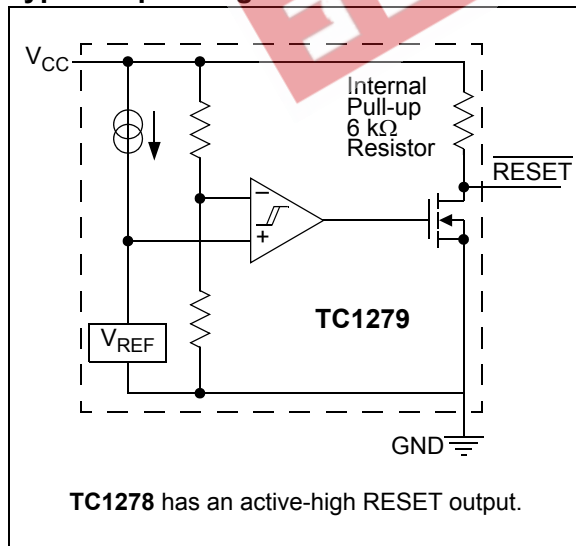 V_CC
Internal
Pull-up
6 kΩ
Resistor
RESET
−
+
TC1279
V_REF
GND
TC1278 has an active-high RESET output.